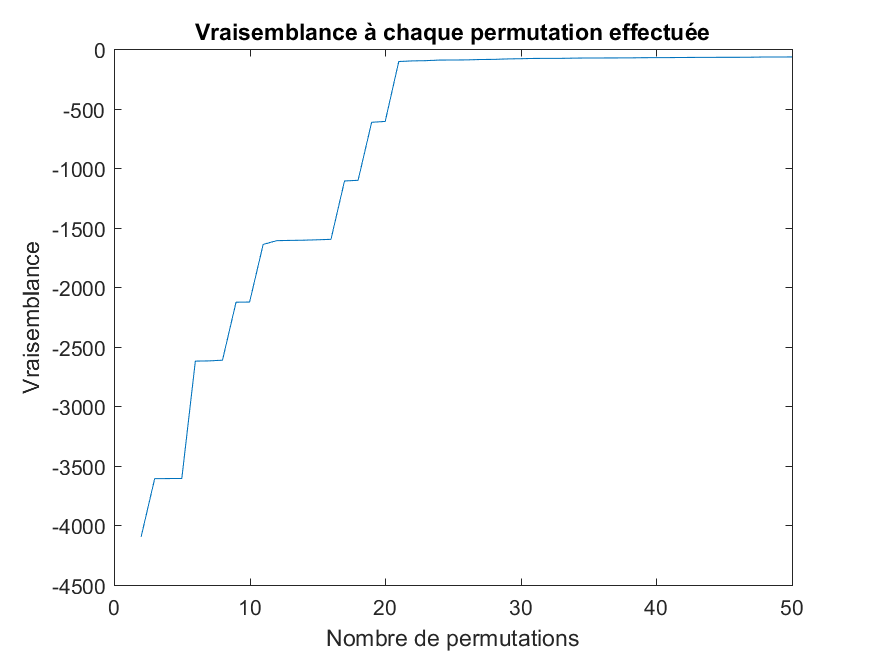 Vraisemblance à chaque permutation effectuée
0
-500
-1000
-1500
-2000
-2500
-3000
-3500
-4000
-4500
Vraisemblance
0 10 20 30 40 50
Nombre de permutations